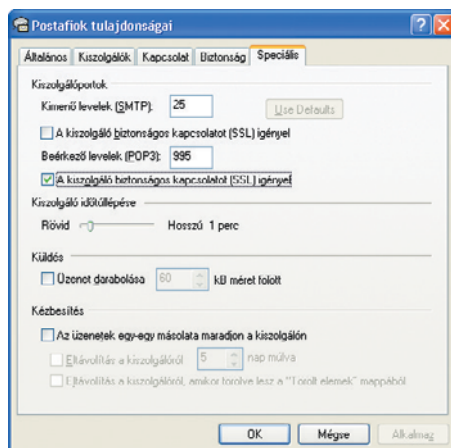 Postafiok tulajdonságai
Általános Kiszolgálók Kapcsolat Biztonság Speciális
Kiszolgálóportok
Kimenő levelek (SMTP): 25 Use Defaults
A kiszolgáló biztonságos kapcsolatot (SSL) igényel
Beérkező levelek (POP3): 995
A kiszolgáló biztonságos kapcsolatot (SSL) igényel
Kiszolgáló időtúllépése
Rövid Hosszú 1 perc
Küldés
Üzenet darabolása 60 kB méret fölött
Kézbesítés
Az üzenetek egy-egy másolata maradjon a kiszolgálón
Eltávolítás a kiszolgálóról 5 nap múlva
Eltávolítás a kiszolgálóról, amikor torolve lesz a "Torolt elemek" mappából
OK Mégse Alkalmaz